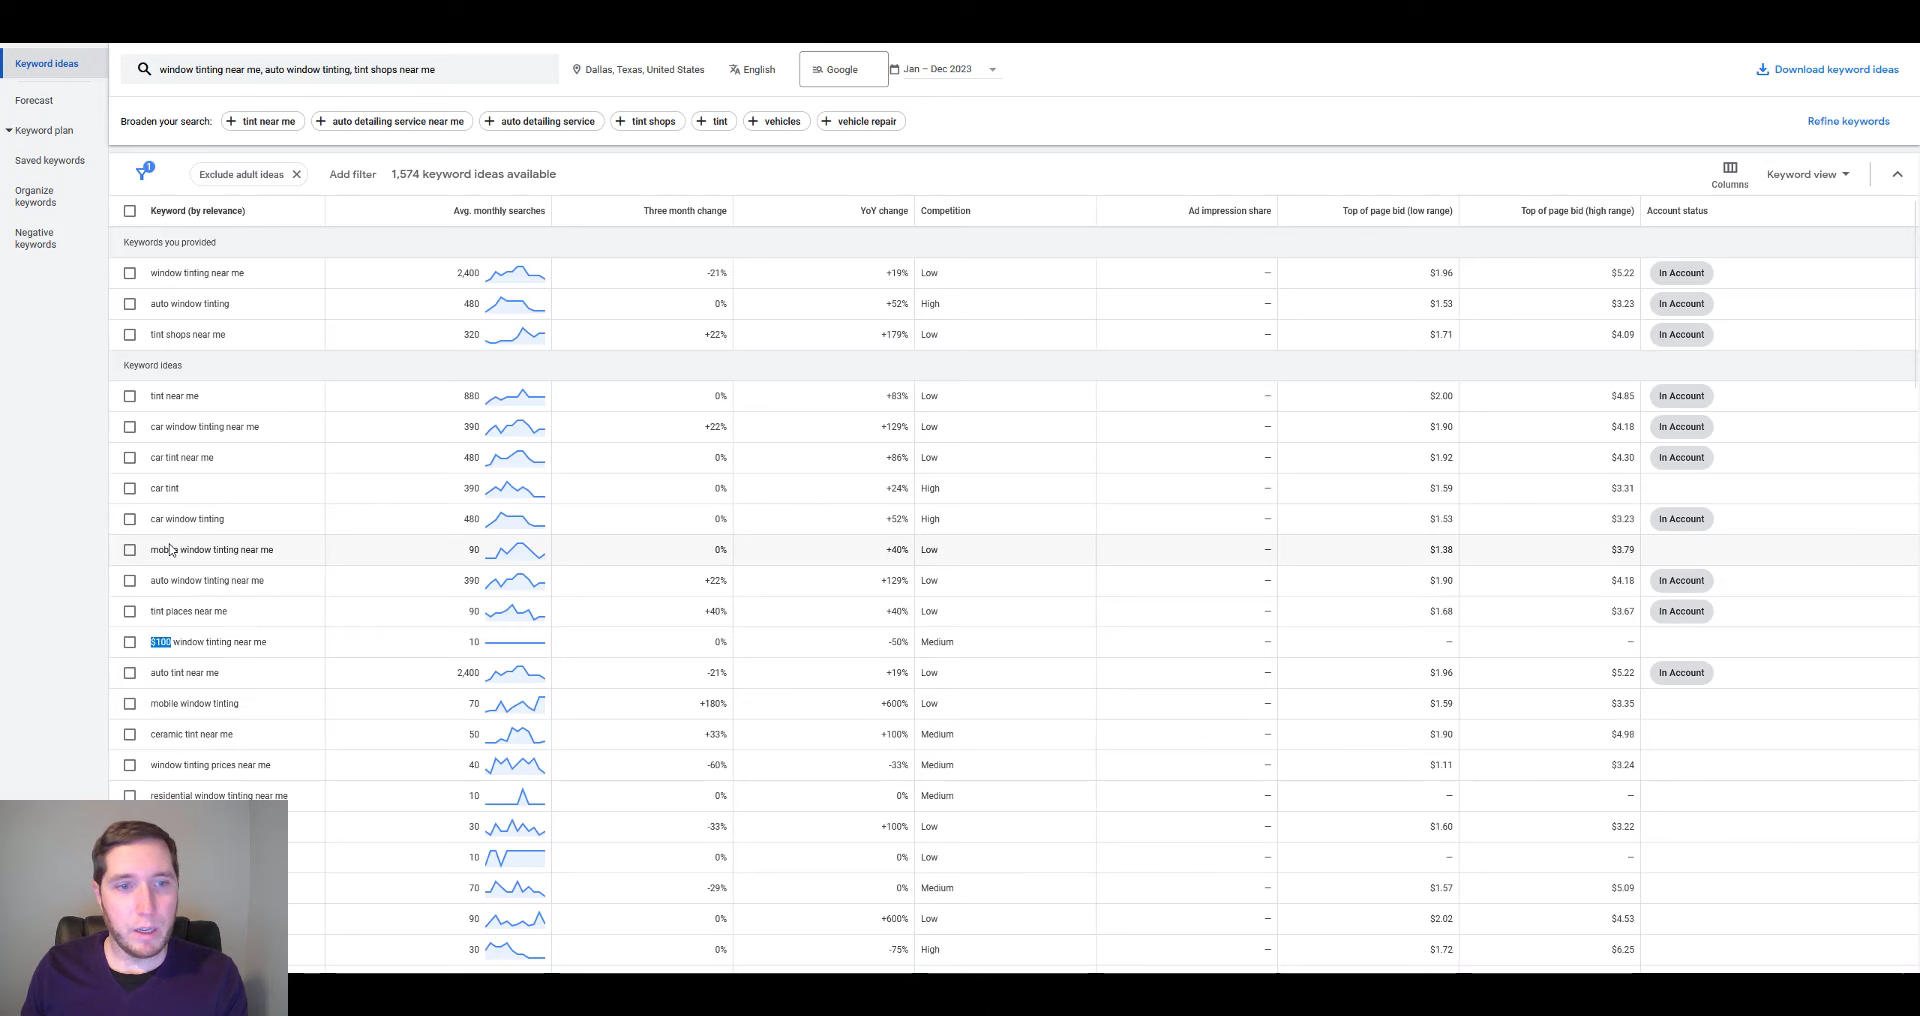 Keyword ideas
Forecast
Keyword plan
Saved keywords
Organize
keywords
Negative
keywords
window tinting near me, auto window tinting, tint shops near me
Dallas, Texas, United States
English
Google
Jan – Dec 2023
Download keyword ideas
Broaden your search: tint near me auto detailing service near me auto detailing service tint shops tint vehicles vehicle repair
Refine keywords
1
Exclude adult ideas
Add filter
1,574 keyword ideas available
Columns
Keyword view
Keyword (by relevance) Avg. monthly searches Three month change YoY change Competition Ad impression share Top of page bid (low range) Top of page bid (high range) Account status
Keywords you provided
window tinting near me 2,400 -21% +19% Low – $1.96 $5.22 In Account
auto window tinting 480 0% +52% High – $1.53 $3.23 In Account
tint shops near me 320 +22% +179% Low – $1.71 $4.09 In Account
Keyword ideas
tint near me 880 0% +83% Low – $2.00 $4.85 In Account
car window tinting near me 390 +22% +129% Low – $1.90 $4.18 In Account
car tint near me 480 0% +86% Low – $1.92 $4.30 In Account
car tint 390 0% +24% High – $1.59 $3.31
car window tinting 480 0% +52% High – $1.53 $3.23 In Account
mobile window tinting near me 90 0% +40% Low – $1.38 $3.79
auto window tinting near me 390 +22% +129% Low – $1.90 $4.18 In Account
tint places near me 90 +40% +40% Low – $1.68 $3.67 In Account
$100 window tinting near me 10 0% -50% Medium – – –
auto tint near me 2,400 -21% +19% Low – $1.96 $5.22 In Account
mobile window tinting 70 +180% +600% Low – $1.59 $3.35
ceramic tint near me 50 +33% +100% Medium – $1.90 $4.98
window tinting prices near me 40 -60% -33% Medium – $1.11 $3.24
residential window tinting near me 10 0% 0% Medium – – –
30 -33% +100% Low – $1.60 $3.22
10 0% 0% Low – – –
70 -29% 0% Medium – $1.57 $5.09
90 0% +600% Low – $2.02 $4.53
30 0% -75% High – $1.72 $6.25